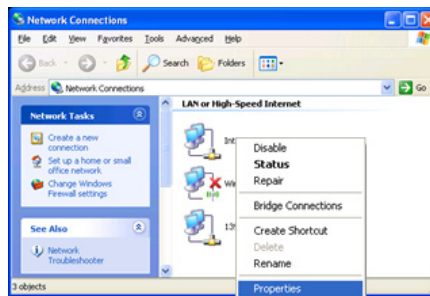 Network Connections
File Edit View Favorites Tools Advanced Help
Back Search Folders
Address Network Connections Go
Network Tasks
Create a new
connection
Set up a home or small
office network
Change Windows
Firewall settings
See Also
Network
Troubleshooter
LAN or High-Speed Internet
Disable
Status
Repair
Bridge Connections
Create Shortcut
Delete
Rename
Properties
3 objects